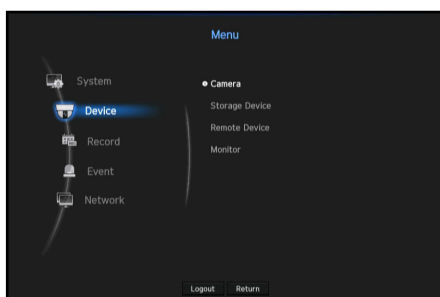 Menu
System
Device
Record
Event
Network
Camera
Storage Device
Remote Device
Monitor
Logout Return